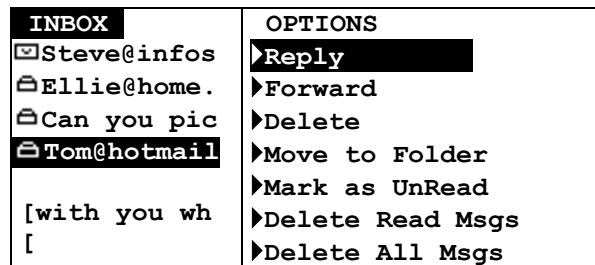 INBOX
Steve@infos
Ellie@home.
Can you pic
Tom@hotmail
[with you wh
[
OPTIONS
Reply
Forward
Delete
Move to Folder
Mark as UnRead
Delete Read Msgs
Delete All Msgs